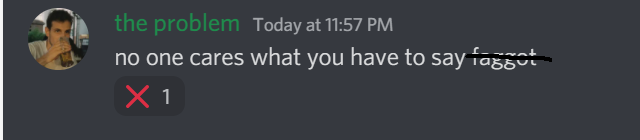 the problem Today at 11:57 PM
no one cares what you have to say faggot
1